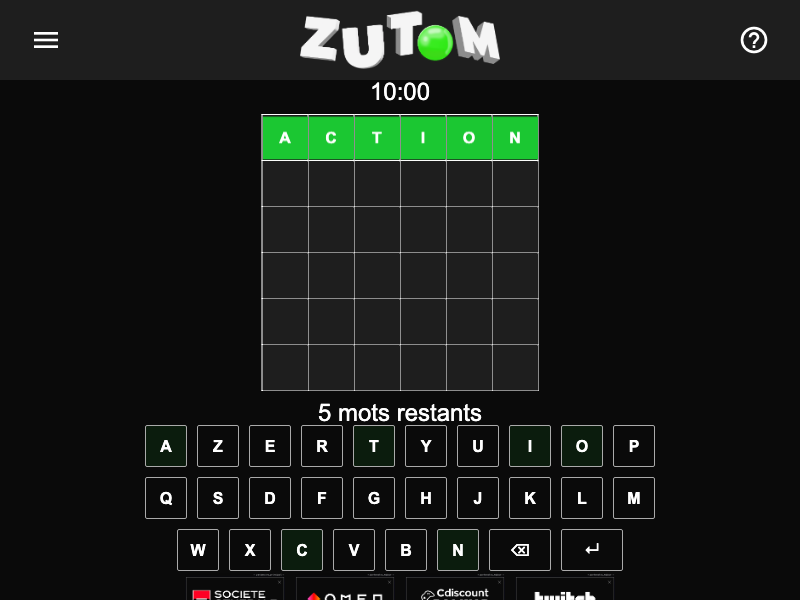 ZUTOM
10:00
A C T I O N
5 mots restants
A Z E R T Y U I O P
Q S D F G H J K L M
W X C V B N
SOCIETE OMEN Cdiscount twitch